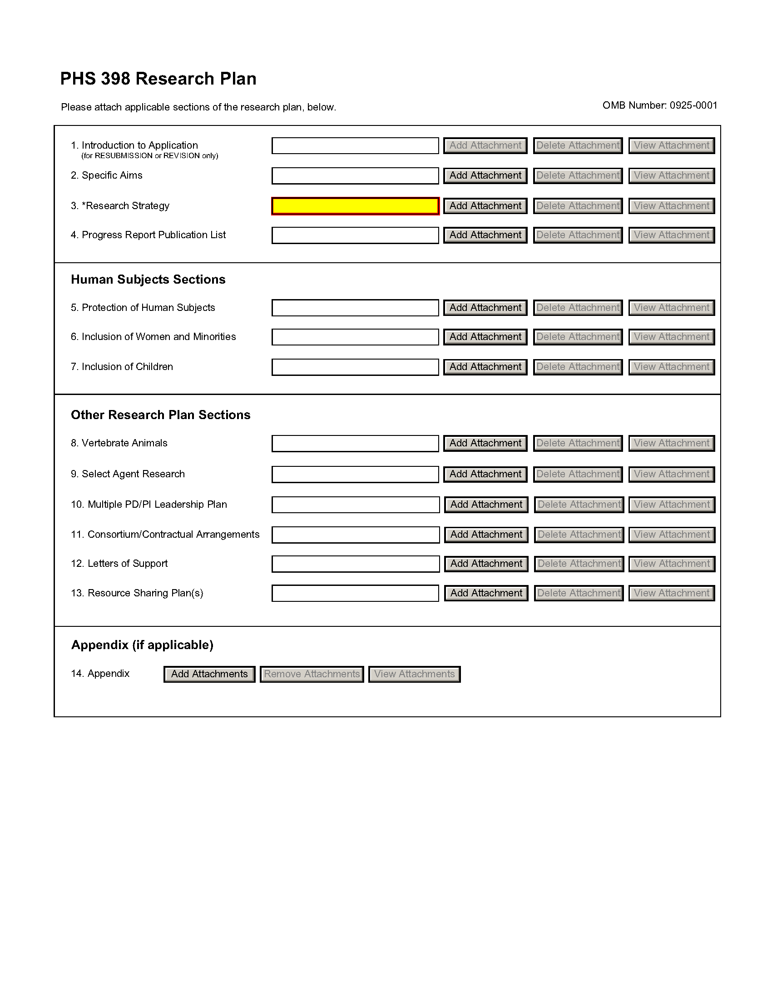 PHS 398 Research Plan
Please attach applicable sections of the research plan, below.
OMB Number: 0925-0001
1. Introduction to Application Add Attachment Delete Attachment View Attachment
(for RESUBMISSION or REVISION only)
2. Specific Aims Add Attachment Delete Attachment View Attachment
3. *Research Strategy Add Attachment Delete Attachment View Attachment
4. Progress Report Publication List Add Attachment Delete Attachment View Attachment
Human Subjects Sections
5. Protection of Human Subjects Add Attachment Delete Attachment View Attachment
6. Inclusion of Women and Minorities Add Attachment Delete Attachment View Attachment
7. Inclusion of Children Add Attachment Delete Attachment View Attachment
Other Research Plan Sections
8. Vertebrate Animals Add Attachment Delete Attachment View Attachment
9. Select Agent Research Add Attachment Delete Attachment View Attachment
10. Multiple PD/PI Leadership Plan Add Attachment Delete Attachment View Attachment
11. Consortium/Contractual Arrangements Add Attachment Delete Attachment View Attachment
12. Letters of Support Add Attachment Delete Attachment View Attachment
13. Resource Sharing Plan(s) Add Attachment Delete Attachment View Attachment
Appendix (if applicable)
14. Appendix Add Attachments Remove Attachments View Attachments